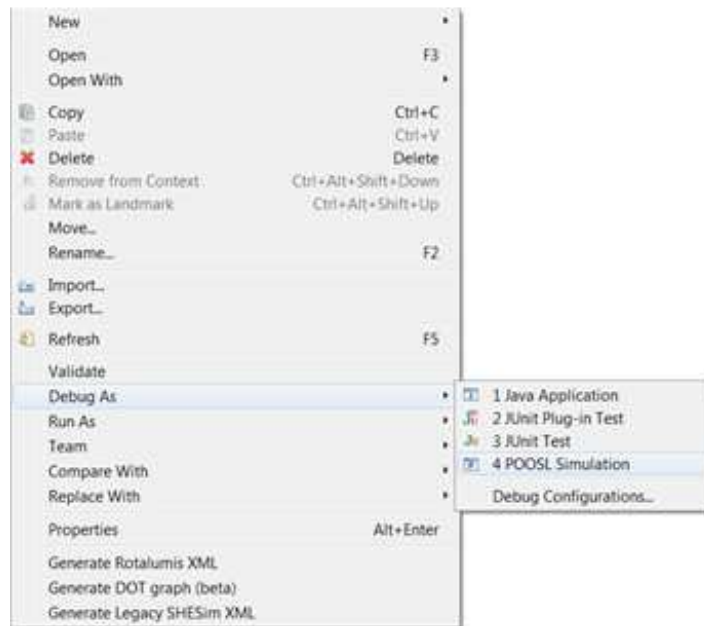 New
Open F3
Open With
Copy Ctrl+C
Paste Ctrl+V
Delete Delete
Remove from Context Ctrl+Alt+Shift+Down
Mark as Landmark Ctrl+Alt+Shift+Up
Move...
Rename... F2
Import...
Export...
Refresh F5
Validate
Debug As
Run As
Team
Compare With
Replace With
Properties Alt+Enter
Generate Rotalumis XML
Generate DOT graph (beta)
Generate Legacy SHESim XML
1 Java Application
2 JUnit Plug-in Test
3 JUnit Test
4 POOSL Simulation
Debug Configurations...